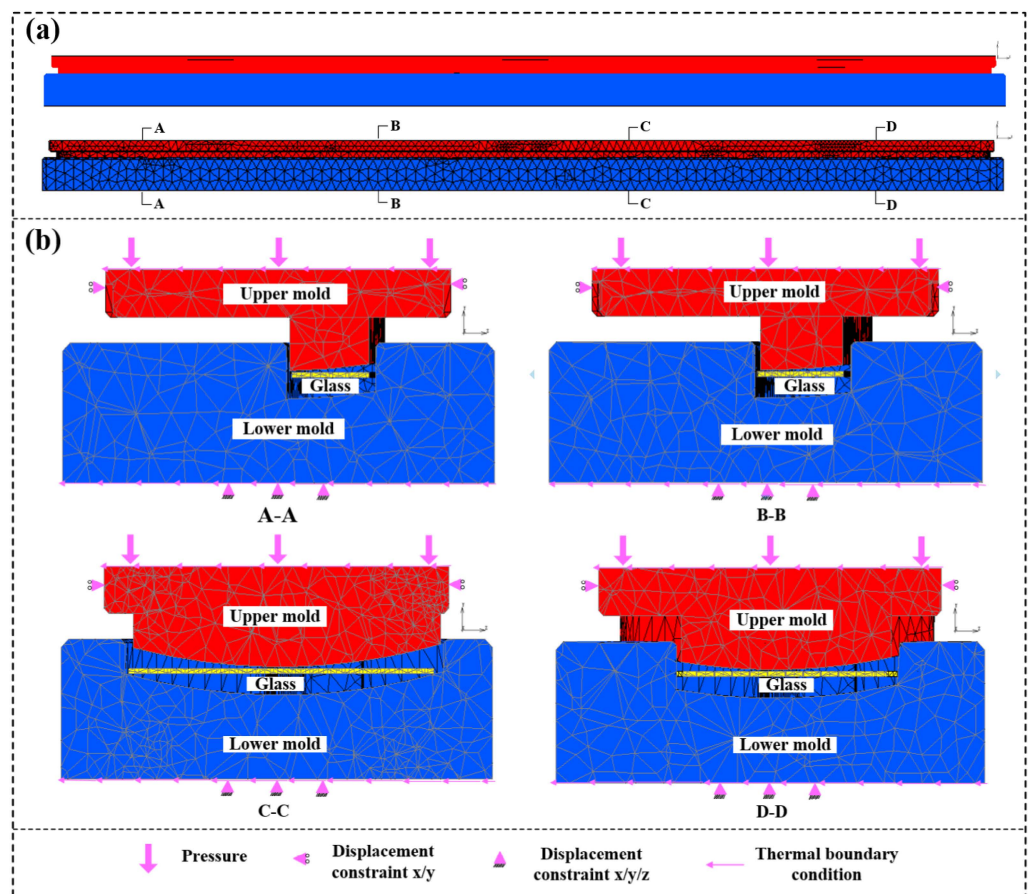 (a)
A B C D
A B C D
(b)
Upper mold
Glass
Lower mold
A-A
Upper mold
Glass
Lower mold
B-B
Upper mold
Glass
Lower mold
C-C
Upper mold
Glass
Lower mold
D-D
Pressure
Displacement
constraint x/y
Displacement
constraint x/y/z
Thermal boundary
condition